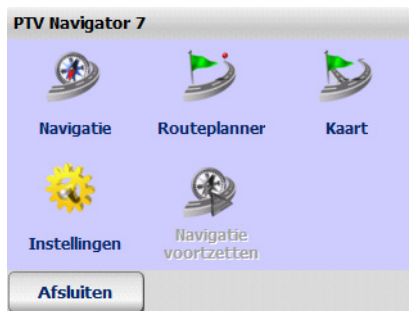 PTV Navigator 7
Navigatie
Routeplanner
Kaart
Instellingen
Navigatie
voortzetten
Afsluiten